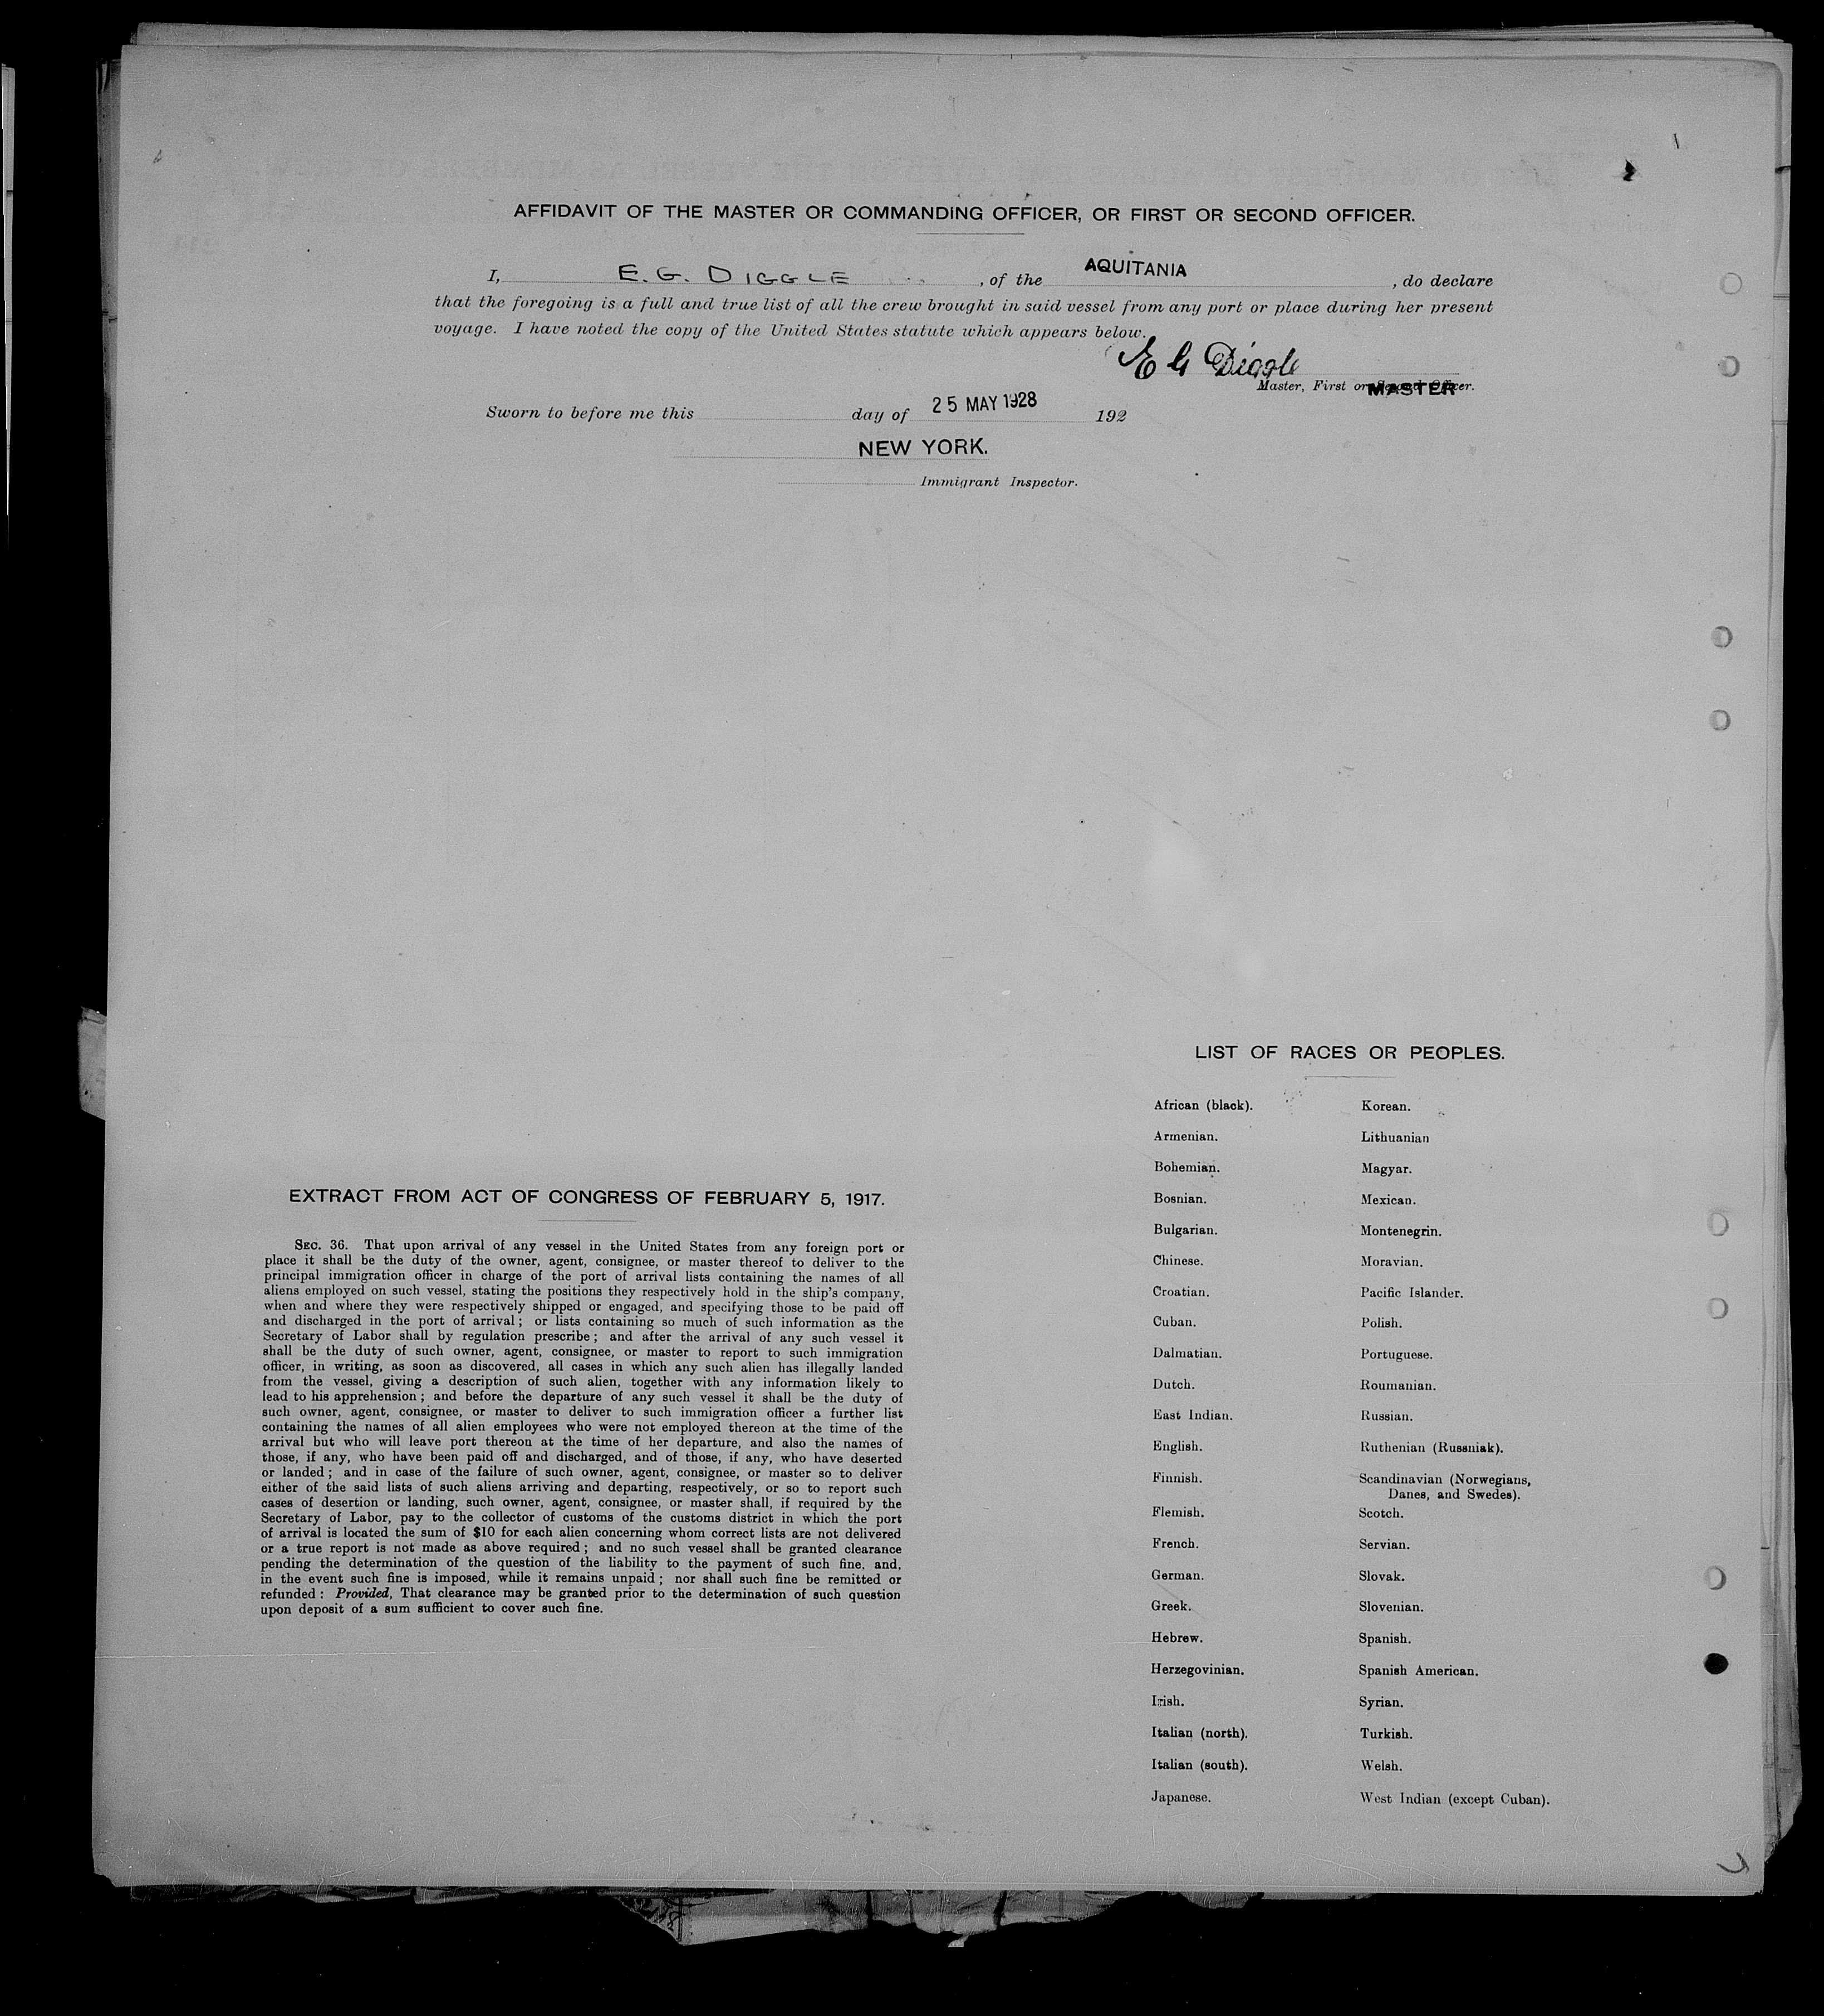 AFFIDAVIT OF THE MASTER OR COMMANDING OFFICER, OR FIRST OR SECOND OFFICER.
I, E. G. DIGGLE , of the AQUITANIA , do declare
that the foregoing is a full and true list of all the crew brought in said vessel from any port or place during her present
voyage. I have noted the copy of the United States statute which appears below.
E G Diggle
Master, First or Second Officer.
MASTER
Sworn to before me this day of 25 MAY 1928 192
NEW YORK.
Immigrant Inspector.
EXTRACT FROM ACT OF CONGRESS OF FEBRUARY 5, 1917.
SEC. 36. That upon arrival of any vessel in the United States from any foreign port or
place it shall be the duty of the owner, agent, consignee, or master thereof to deliver to the
principal immigration officer in charge of the port of arrival lists containing the names of all
aliens employed on such vessel, stating the positions they respectively hold in the ship's company,
when and where they were respectively shipped or engaged, and specifying those to be paid off
and discharged in the port of arrival; or lists containing so much of such information as the
Secretary of Labor shall by regulation prescribe; and after the arrival of any such vessel it
shall be the duty of such owner, agent, consignee, or master to report to such immigration
officer, in writing, as soon as discovered, all cases in which any such alien has illegally landed
from the vessel, giving a description of such alien, together with any information likely to
lead to his apprehension; and before the departure of any such vessel it shall be the duty of
such owner, agent, consignee, or master to deliver to such immigration officer a further list
containing the names of all alien employees who were not employed thereon at the time of the
arrival but who will leave port thereon at the time of her departure, and also the names of
those, if any, who have been paid off and discharged, and of those, if any, who have deserted
or landed; and in case of the failure of such owner, agent, consignee, or master so to deliver
either of the said lists of such aliens arriving and departing, respectively, or so to report such
cases of desertion or landing, such owner, agent, consignee, or master shall, if required by the
Secretary of Labor, pay to the collector of customs of the customs district in which the port
of arrival is located the sum of $10 for each alien concerning whom correct lists are not delivered
or a true report is not made as above required; and no such vessel shall be granted clearance
pending the determination of the question of the liability to the payment of such fine, and,
in the event such fine is imposed, while it remains unpaid; nor shall such fine be remitted or
refunded: Provided, That clearance may be granted prior to the determination of such question
upon deposit of a sum sufficient to cover such fine.
LIST OF RACES OR PEOPLES.
African (black).
Armenian.
Bohemian.
Bosnian.
Bulgarian.
Chinese.
Croatian.
Cuban.
Dalmatian.
Dutch.
East Indian.
English.
Finnish.
Flemish.
French.
German.
Greek.
Hebrew.
Herzegovinian.
Irish.
Italian (north).
Italian (south).
Japanese.
Korean.
Lithuanian
Magyar.
Mexican.
Montenegrin.
Moravian.
Pacific Islander.
Polish.
Portuguese.
Roumanian.
Russian.
Ruthenian (Russniak).
Scandinavian (Norwegians,
Danes, and Swedes).
Scotch.
Servian.
Slovak.
Slovenian.
Spanish.
Spanish American.
Syrian.
Turkish.
Welsh.
West Indian (except Cuban).